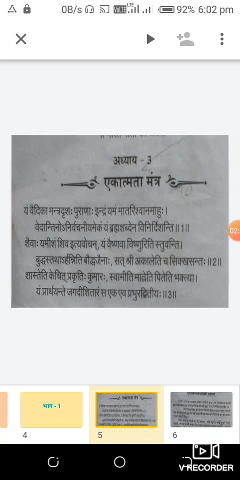 0B/s 92% 6:02 pm
अध्याय - 3
एकात्मता मंत्र
यं वैदिका मन्त्रदृशः पुराणाः इन्द्रं यमं मातरिश्वानमाहुः।
वेदान्तिनोऽनिर्वचनीयमेकं यं ब्रह्मशब्देन विनिर्दिशन्ति॥1॥
शैवाः यमीशं शिव इत्यवोचन्, यं वैष्णवा विष्णुरिति स्तुवन्ति।
बुद्धस्तथाऽर्हन्निति बौद्धजैनाः, सत् श्री अकालेति च सिक्खसन्तः॥2॥
शास्तेति केचित् प्रकृतिः कुमारः, स्वामीति मातेति पितेति भक्त्या।
यं प्रार्थयन्ते जगदीशितारं स एक एव प्रभुरद्वितीयः॥3॥
भाग - 1
4 5 6
V-RECORDER